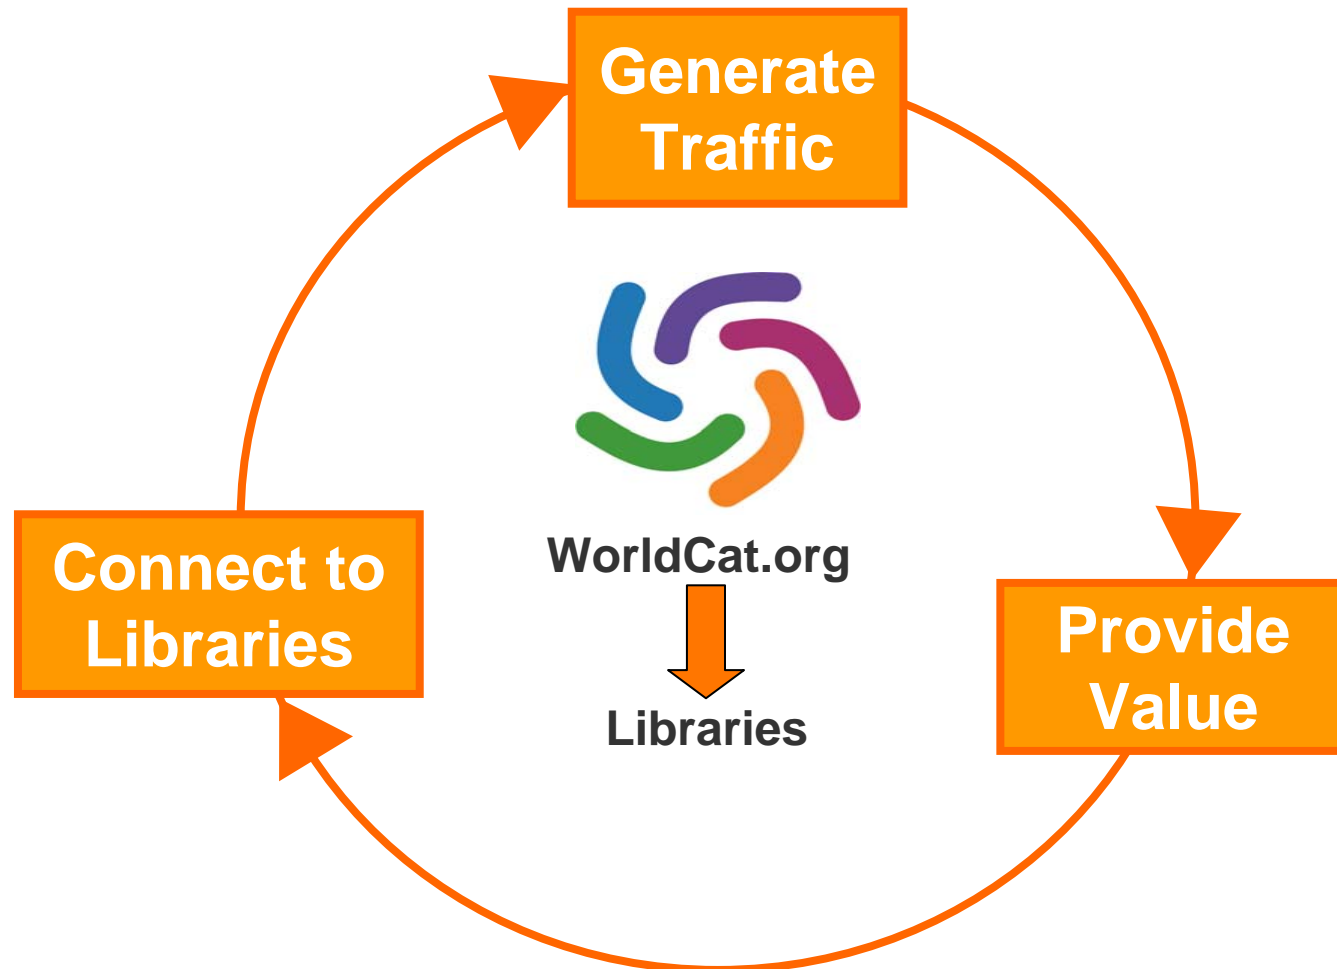 Generate
Traffic
WorldCat.org
Connect to
Libraries
Provide
Value
Libraries